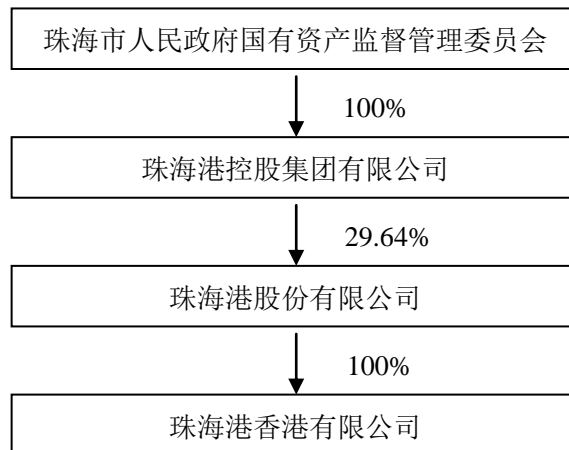 珠海市人民政府国有资产监督管理委员会
100%
珠海港控股集团有限公司
29.64%
珠海港股份有限公司
100%
珠海港香港有限公司